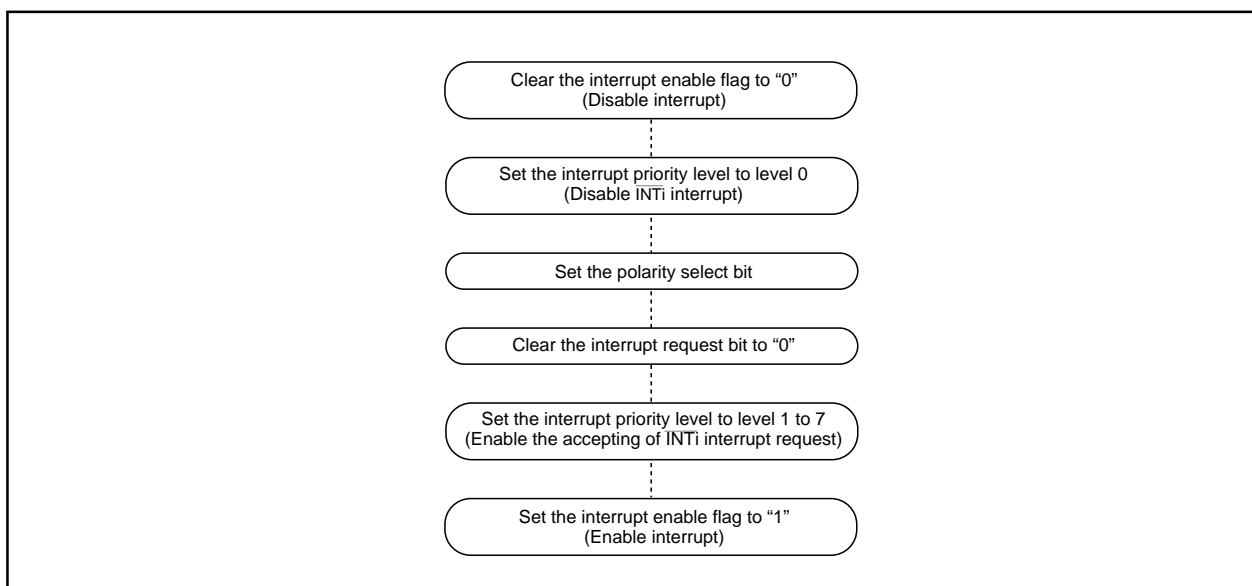 Clear the interrupt enable flag to “0”
(Disable interrupt)
Set the interrupt priority level to level 0
(Disable INTi interrupt)
Set the polarity select bit
Clear the interrupt request bit to “0”
Set the interrupt priority level to level 1 to 7
(Enable the accepting of INTi interrupt request)
Set the interrupt enable flag to “1”
(Enable interrupt)